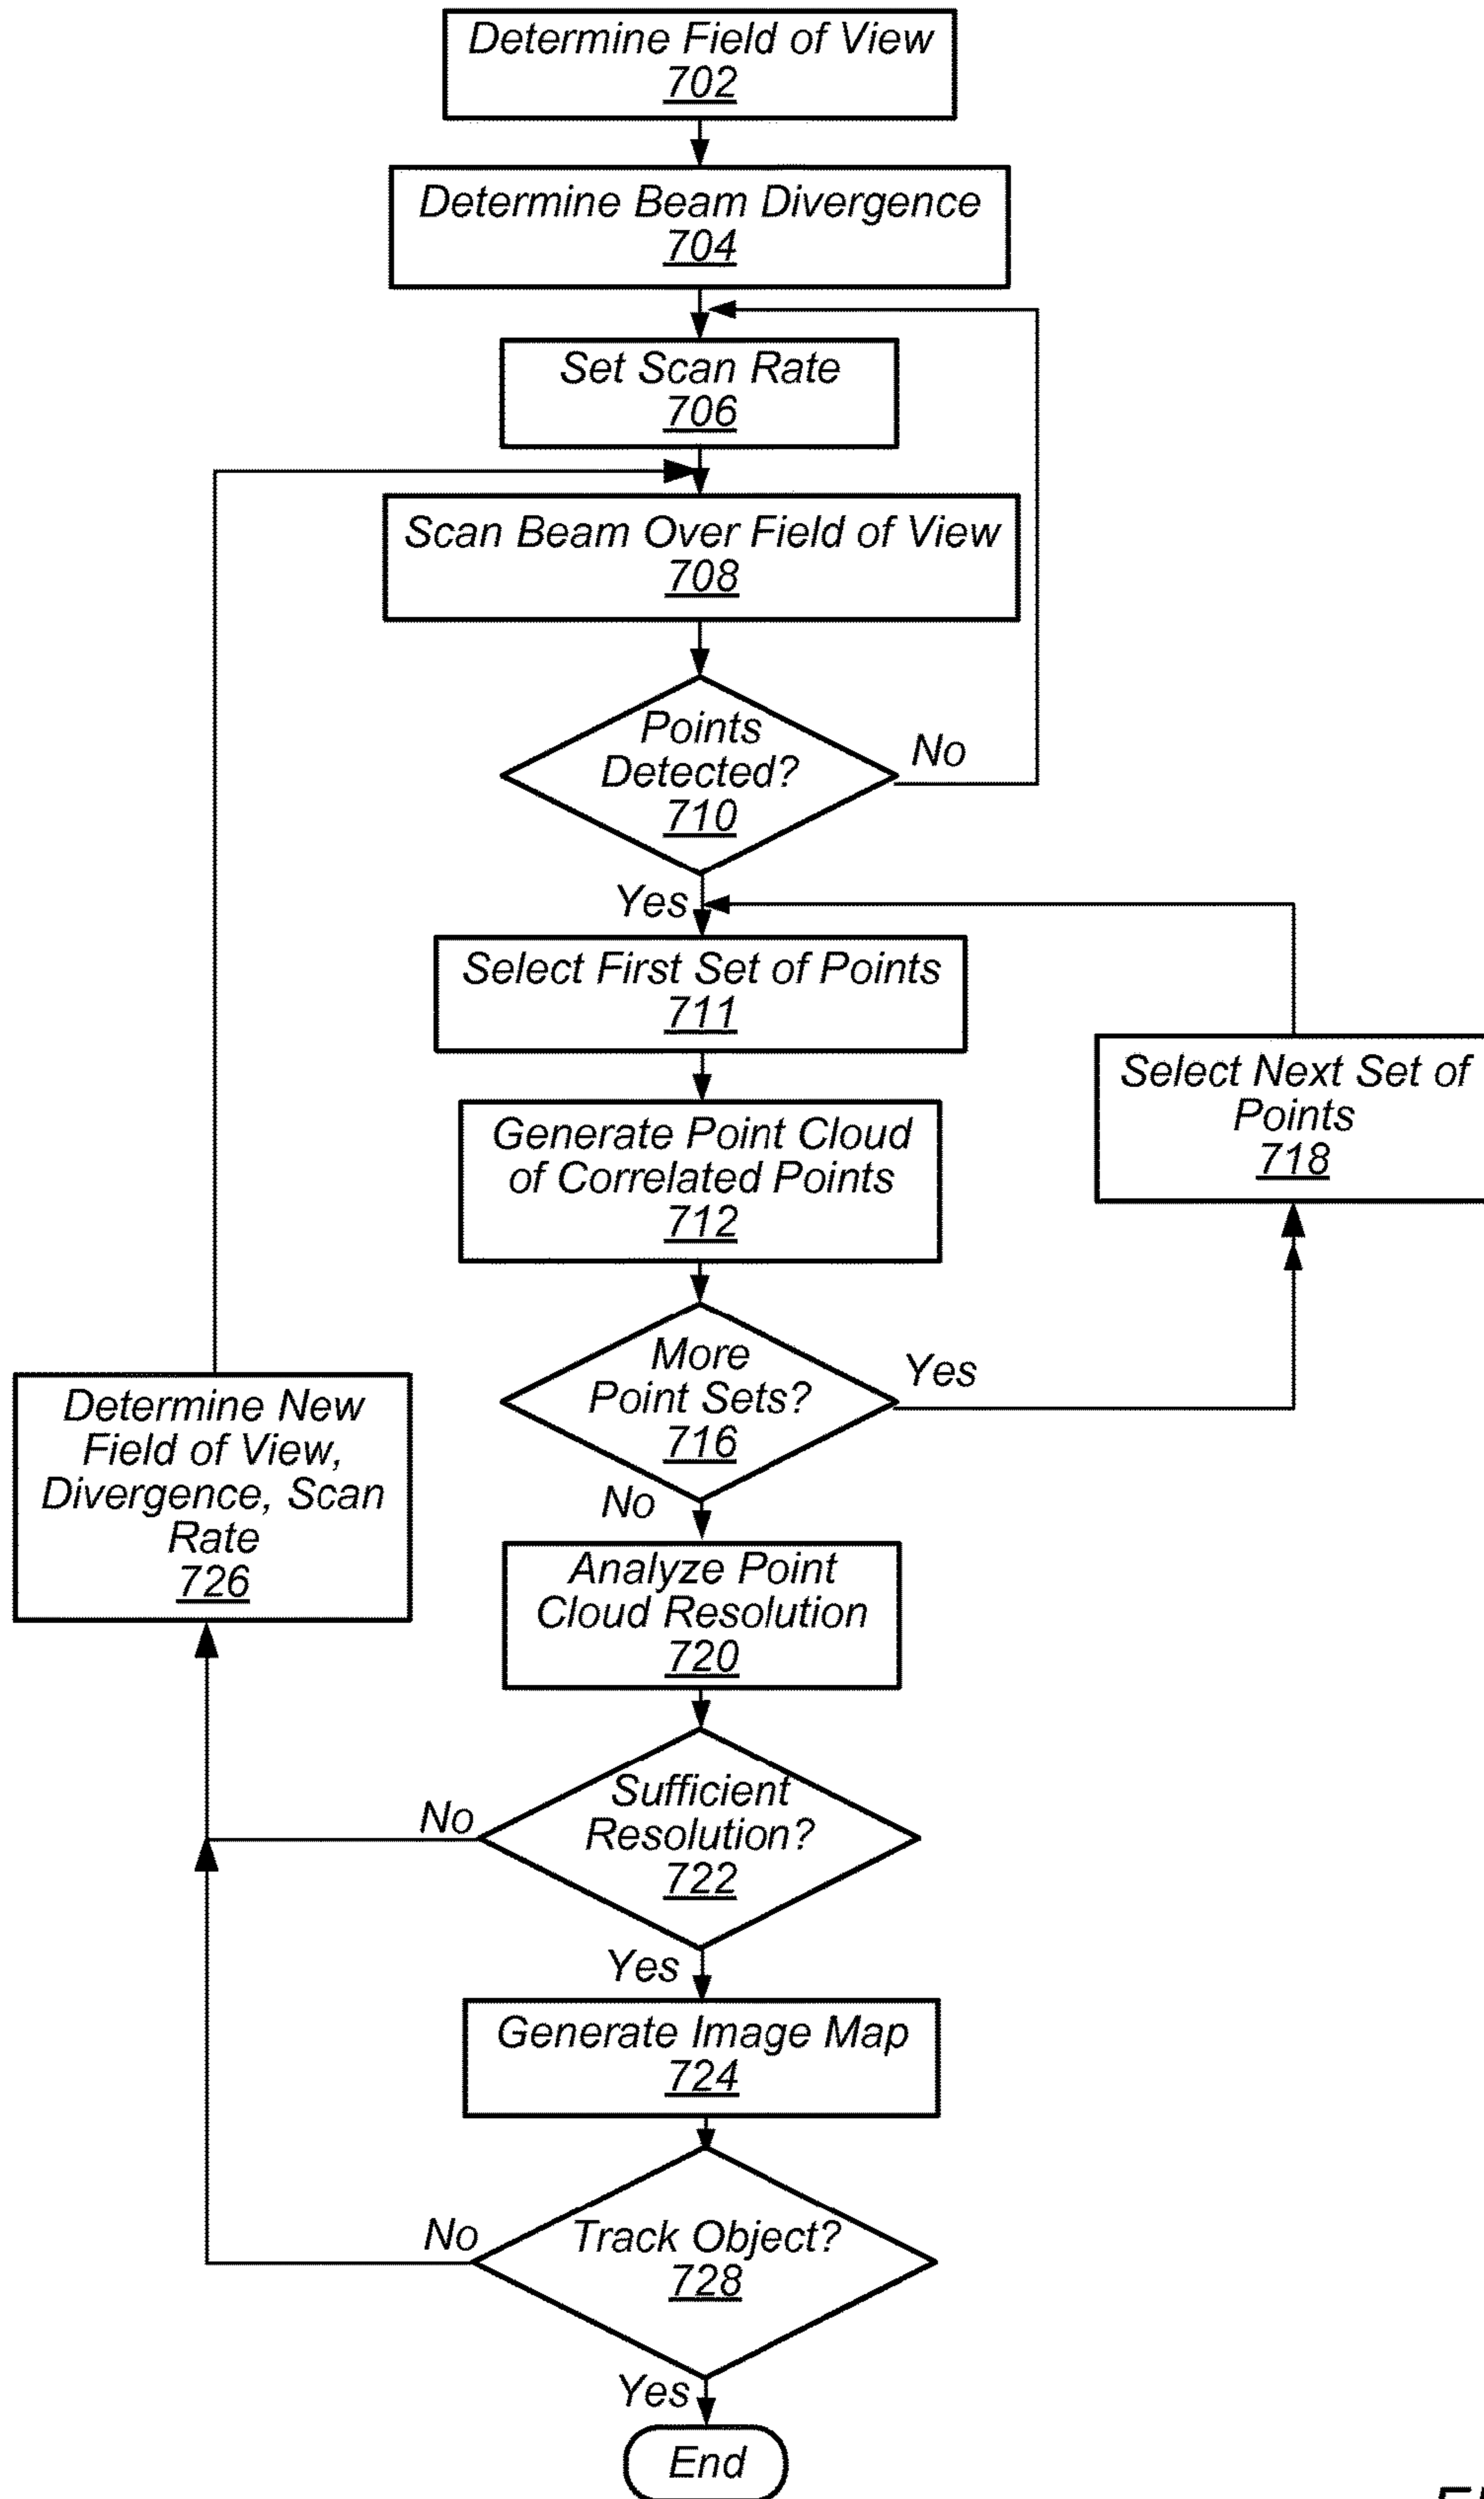 Determine Field of View
702
Determine Beam Divergence
704
Set Scan Rate
706
Scan Beam Over Field of View
708
Points
Detected?
710
No
Yes
Select First Set of Points
711
Select Next Set of
Points
718
Generate Point Cloud
of Correlated Points
712
More
Point Sets?
716
Yes
No
Determine New
Field of View,
Divergence, Scan
Rate
726
Analyze Point
Cloud Resolution
720
Sufficient
Resolution?
722
No
Yes
Generate Image Map
724
Track Object?
728
No
Yes
End